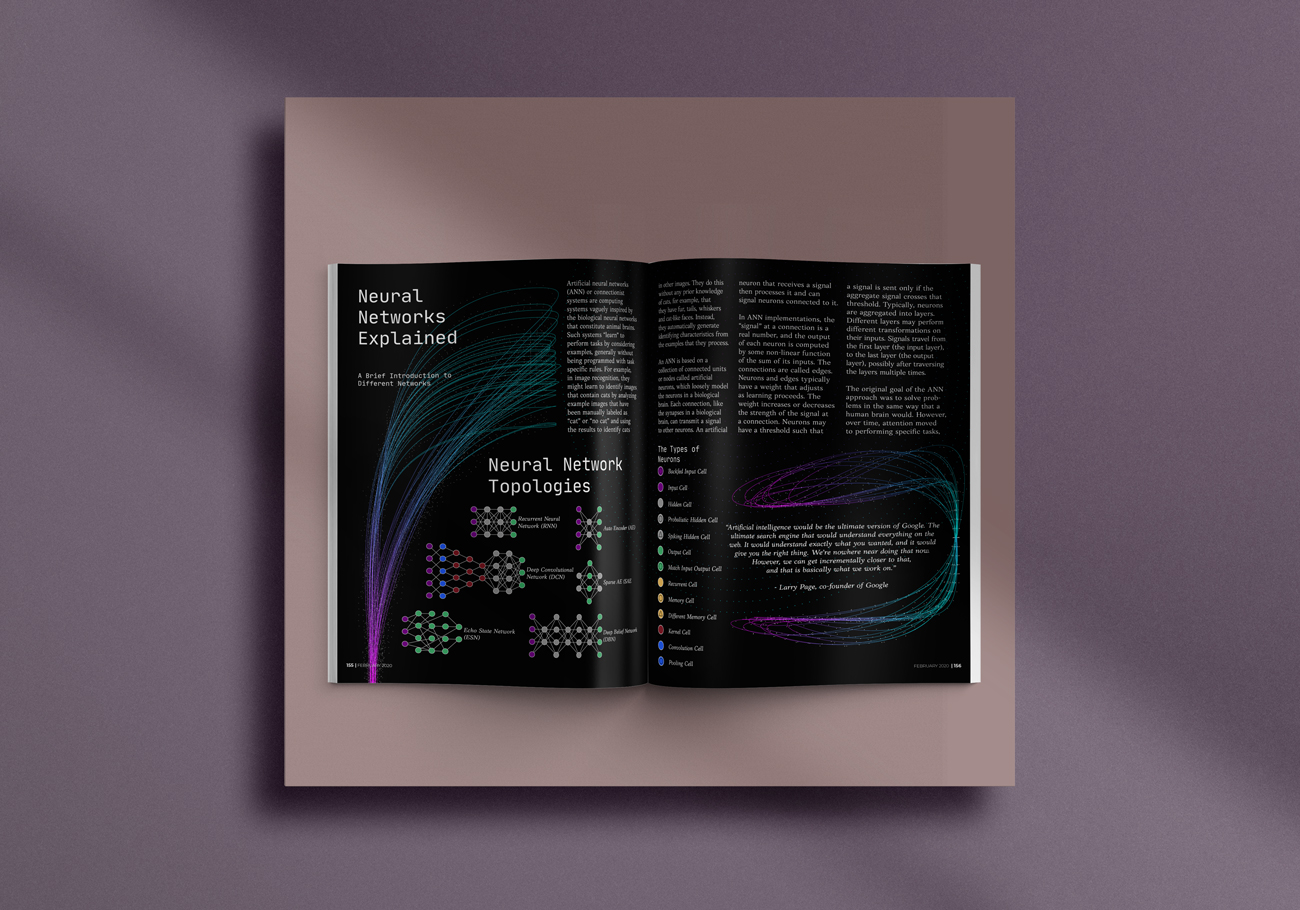 Neural
Networks
Explained
A Brief Introduction to
Different Networks
Artificial neural networks
(ANN) or connectionist
systems are computing
systems vaguely inspired by
the biological neural networks
that constitute animal brains.
Such systems "learn" to
perform tasks by considering
examples, generally without
being programmed with task
specific rules. For example,
in image recognition, they
might learn to identify images
that contain cats by analyzing
example images that have
been manually labeled as
"cat" or "no cat" and using
the results to identify cats
Neural Network
Topologies
Recurrent Neural
Network (RNN)
Auto Encoder (AE)
Deep Convolutional
Network (DCN)
Sparse AE (SAE)
Echo State Network
(ESN)
Deep Belief Network
(DBN)
155 | FEBRUARY 2020
in other images. They do this
without any prior knowledge
of cats, for example, that
they have fur, tails, whiskers
and cat-like faces. Instead,
they automatically generate
identifying characteristics from
the examples that they process.
An ANN is based on a
collection of connected units
or nodes called artificial
neurons, which loosely model
the neurons in a biological
brain. Each connection, like
the synapses in a biological
brain, can transmit a signal
to other neurons. An artificial
neuron that receives a signal
then processes it and can
signal neurons connected to it.
In ANN implementations, the
"signal" at a connection is a
real number, and the output
of each neuron is computed
by some non-linear function
of the sum of its inputs. The
connections are called edges.
Neurons and edges typically
have a weight that adjusts
as learning proceeds. The
weight increases or decreases
the strength of the signal at
a connection. Neurons may
have a threshold such that
a signal is sent only if the
aggregate signal crosses that
threshold. Typically, neurons
are aggregated into layers.
Different layers may perform
different transformations on
their inputs. Signals travel from
the first layer (the input layer),
to the last layer (the output
layer), possibly after traversing
the layers multiple times.
The original goal of the ANN
approach was to solve prob-
lems in the same way that a
human brain would. However,
over time, attention moved
to performing specific tasks.
The Types of
Neurons
Backfed Input Cell
Input Cell
Hidden Cell
Probalistic Hidden Cell
Spiking Hidden Cell
Output Cell
Match Input Output Cell
Recurrent Cell
Memory Cell
Different Memory Cell
Kernel Cell
Convolution Cell
Pooling Cell
"Artificial intelligence would be the ultimate version of Google. The
ultimate search engine that would understand everything on the
web. It would understand exactly what you wanted, and it would
give you the right thing. We're nowhere near doing that now.
However, we can get incrementally closer to that,
and that is basically what we work on."
- Larry Page, co-founder of Google
FEBRUARY 2020 | 156